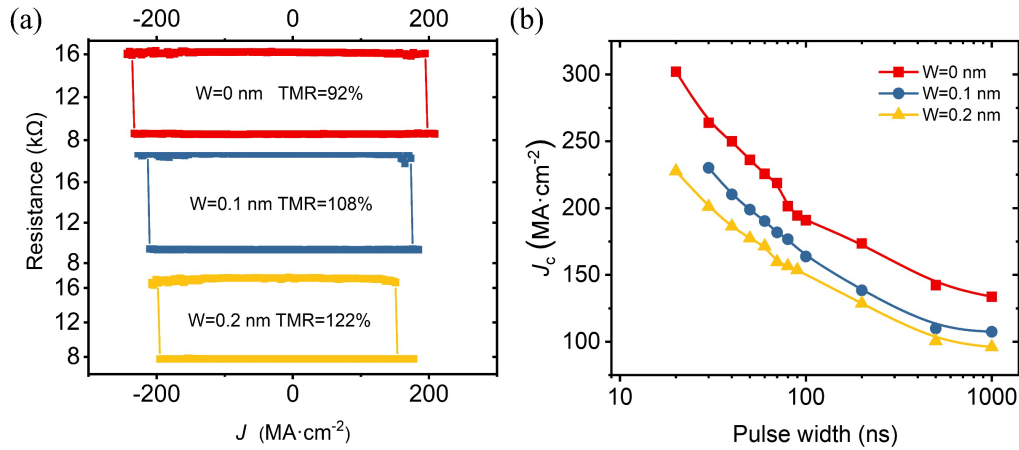 (a)
-200 0 200
16
12
8
16
12
8
16
12
8
Resistance (kΩ)
W=0 nm TMR=92%
W=0.1 nm TMR=108%
W=0.2 nm TMR=122%
-200 0 200
J (MA·cm-2)
(b)
300
250
200
150
100
Jc (MA·cm-2)
W=0 nm
W=0.1 nm
W=0.2 nm
10 100 1000
Pulse width (ns)